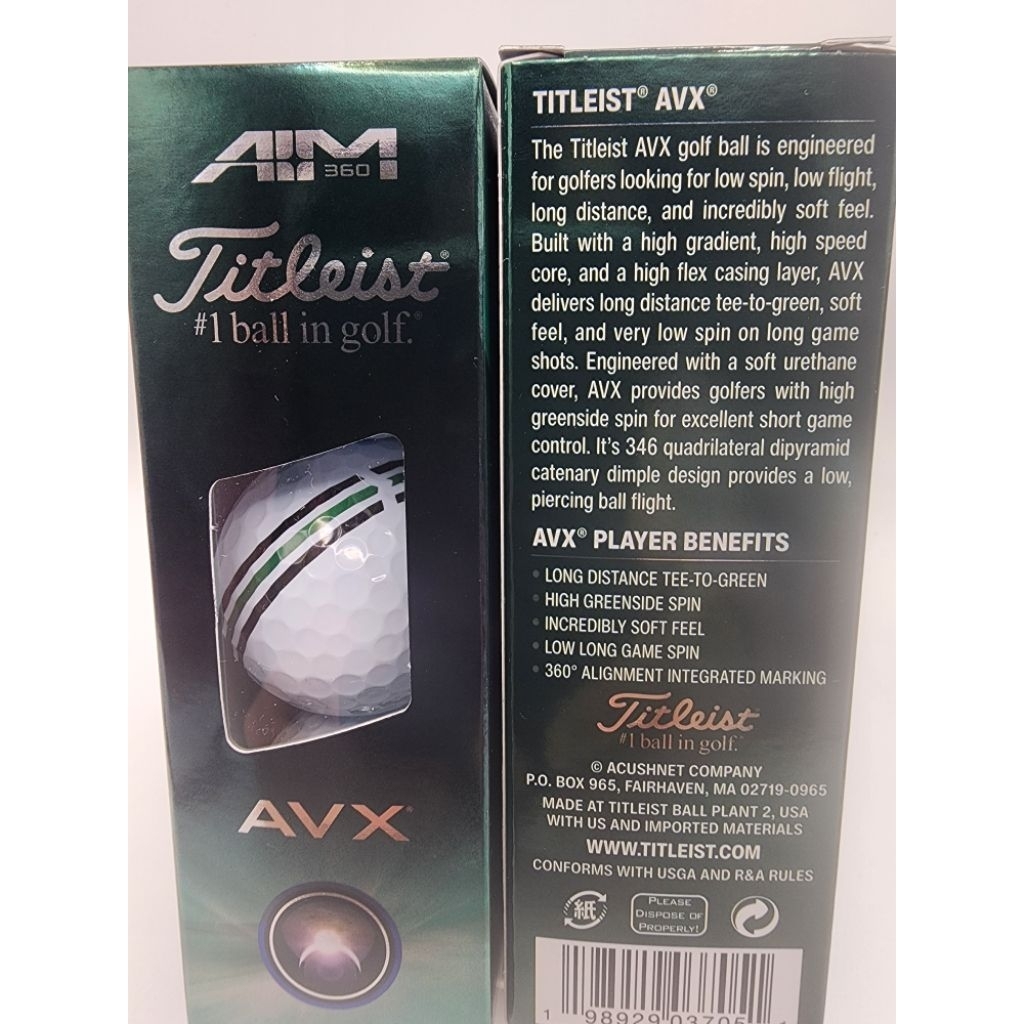 AIM
360
Titleist®
#1 ball in golf.®
AVX®
TITLEIST® AVX®
The Titleist AVX golf ball is engineered
for golfers looking for low spin, low flight,
long distance, and incredibly soft feel.
Built with a high gradient, high speed
core, and a high flex casing layer, AVX
delivers long distance tee-to-green, soft
feel, and very low spin on long game
shots. Engineered with a soft urethane
cover, AVX provides golfers with high
greenside spin for excellent short game
control. It's 346 quadrilateral dipyramid
catenary dimple design provides a low,
piercing ball flight.
AVX® PLAYER BENEFITS
• LONG DISTANCE TEE-TO-GREEN
• HIGH GREENSIDE SPIN
• INCREDIBLY SOFT FEEL
• LOW LONG GAME SPIN
• 360° ALIGNMENT INTEGRATED MARKING
Titleist®
#1 ball in golf.®
© ACUSHNET COMPANY
P.O. BOX 965, FAIRHAVEN, MA 02719-0965
MADE AT TITLEIST BALL PLANT 2, USA
WITH US AND IMPORTED MATERIALS
WWW.TITLEIST.COM
CONFORMS WITH USGA AND R&A RULES
紙
PLEASE
DISPOSE OF
PROPERLY!
1 98929 03705